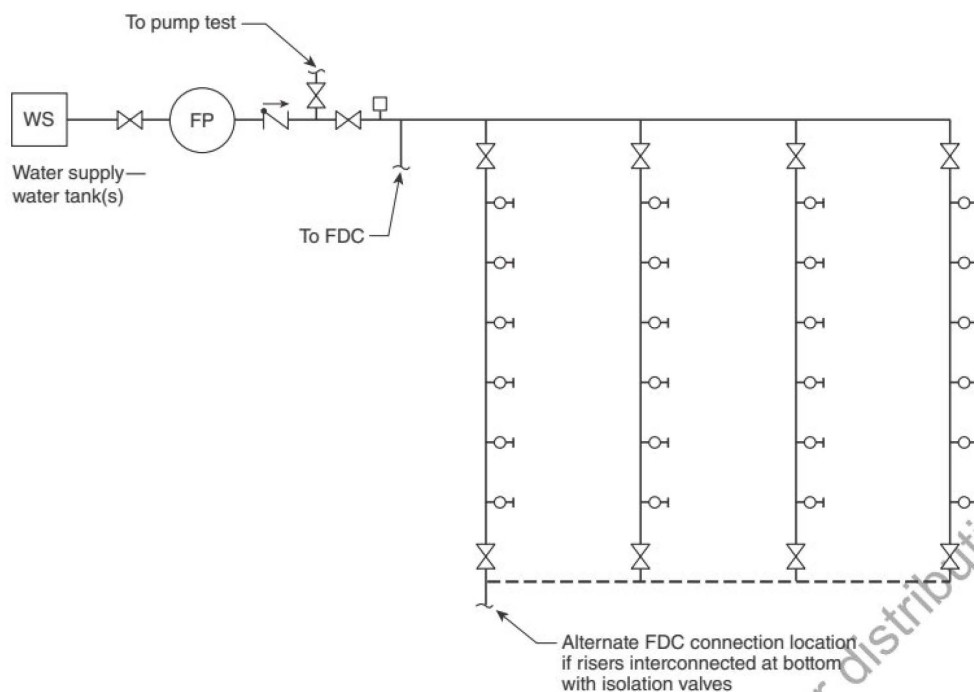 To pump test
WS
FP
Water supply—
water tank(s)
To FDC
Alternate FDC connection location
if risers interconnected at bottom
with isolation valves